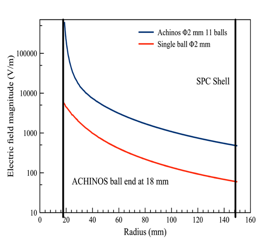 Achinos Φ2 mm 11 balls
Single ball Φ2 mm
SPC Shell
ACHINOS ball end at 18 mm
Electric field magnitude (V/m)
100000
10000
1000
100
10
0 20 40 60 80 100 120 140 160
Radius (mm)